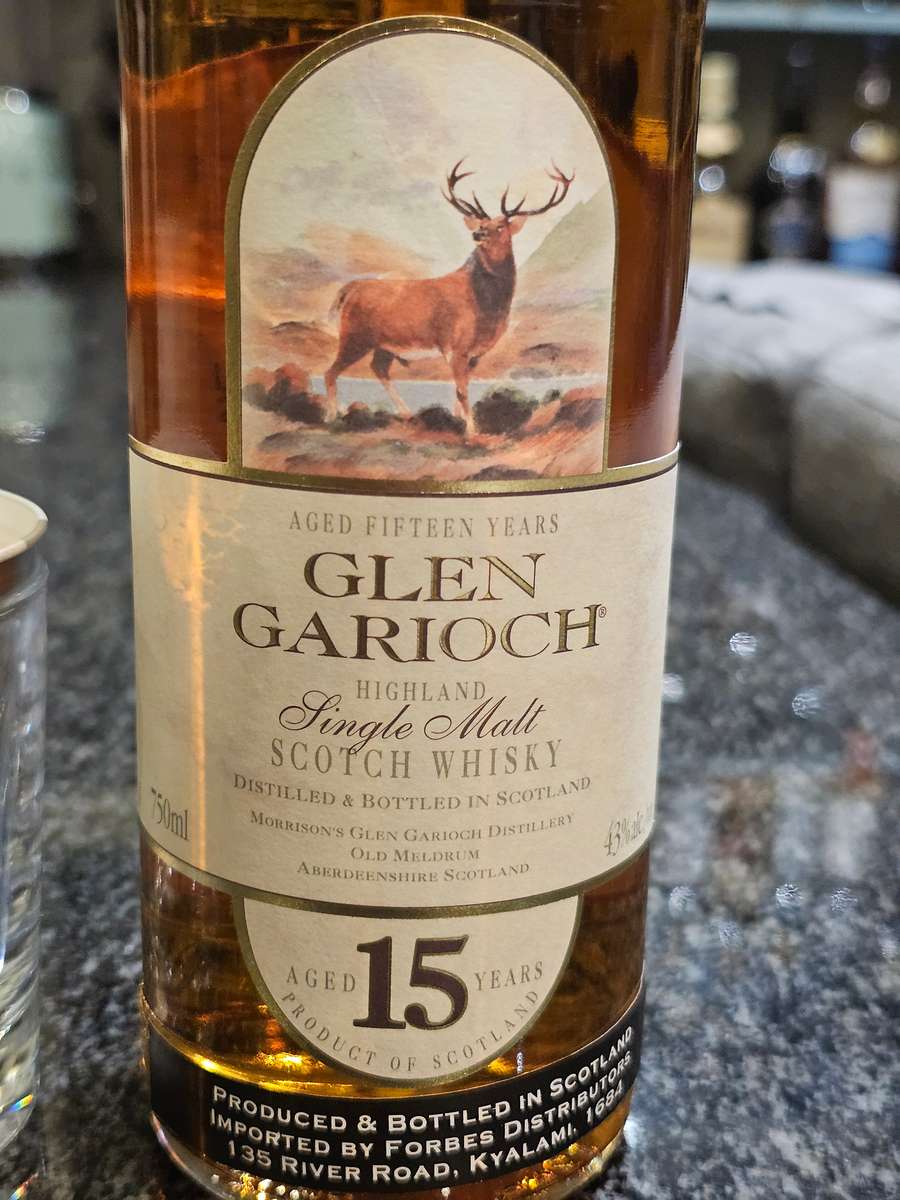 AGED FIFTEEN YEARS
GLEN
GARIOCH®
HIGHLAND
Single Malt
SCOTCH WHISKY
DISTILLED & BOTTLED IN SCOTLAND
MORRISON'S GLEN GARIOCH DISTILLERY
750ml 43%alc
OLD MELDRUM
ABERDEENSHIRE SCOTLAND
AGED 15 YEARS
PRODUCT OF SCOTLAND
PRODUCED & BOTTLED IN SCOTLAND
IMPORTED BY FORBES DISTRIBUTORS
135 RIVER ROAD, KYALAMI, 1684